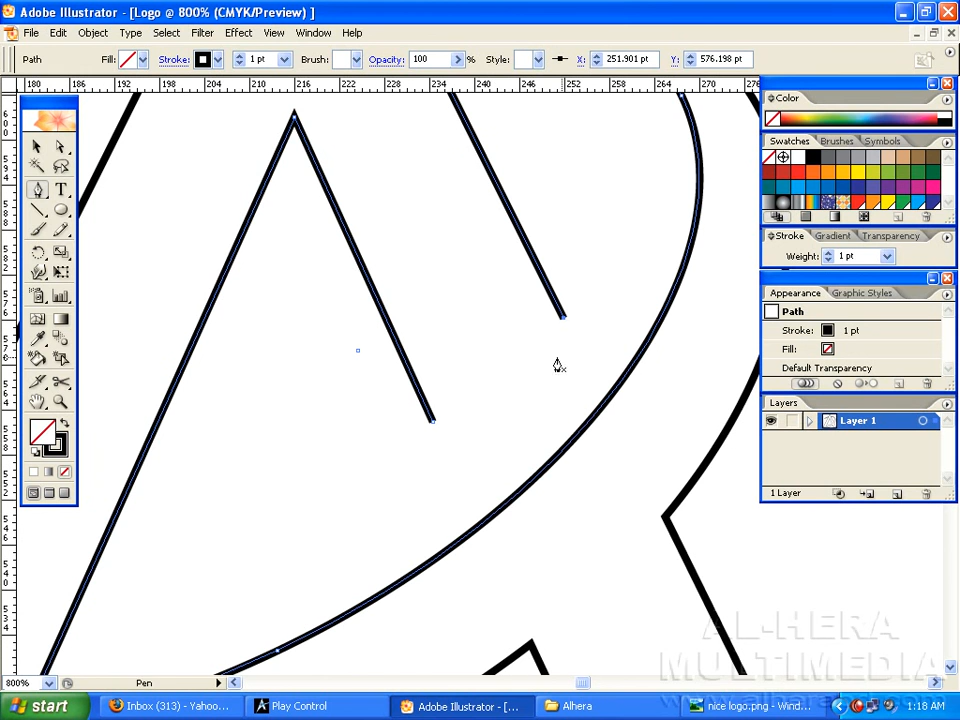 Adobe Illustrator - [Logo @ 800% (CMYK/Preview) ]
File Edit Object Type Select Filter Effect View Window Help
Path Fill: Stroke: 1 pt Brush: Opacity: 100 % Style: X: 251.901 pt Y: 576.198 pt
180 186 192 198 204 210 216 222 228 234 240 246 252 258 264 270 276
Color
Swatches Brushes Symbols
Stroke Gradient Transparency
Weight: 1 pt
Appearance Graphic Styles
Path
Stroke: 1 pt
Fill:
Default Transparency
Layers
Layer 1
1 Layer
AL-HERA
MULTIMEDIA
www.alherabd.com
800% Pen
start Inbox (313) - Yahoo... Play Control Adobe Illustrator - [... Alhera nice logo.png - Wind... 1:18 AM